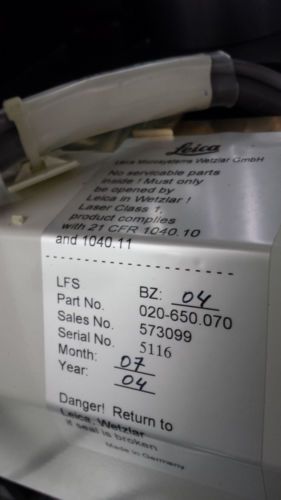 Leica
Leica Microsystems Wetzlar GmbH
No servicable parts
inside ! Must only
be opened by
Leica in Wetzlar !
Laser Class 1,
product complies
with 21 CFR 1040.10
and 1040.11
LFS BZ: 04
Part No. 020-650.070
Sales No. 573099
Serial No. 5116
Month: 07
Year: 04
Danger! Return to
Leica, Wetzlar
if seal is broken
Made in Germany